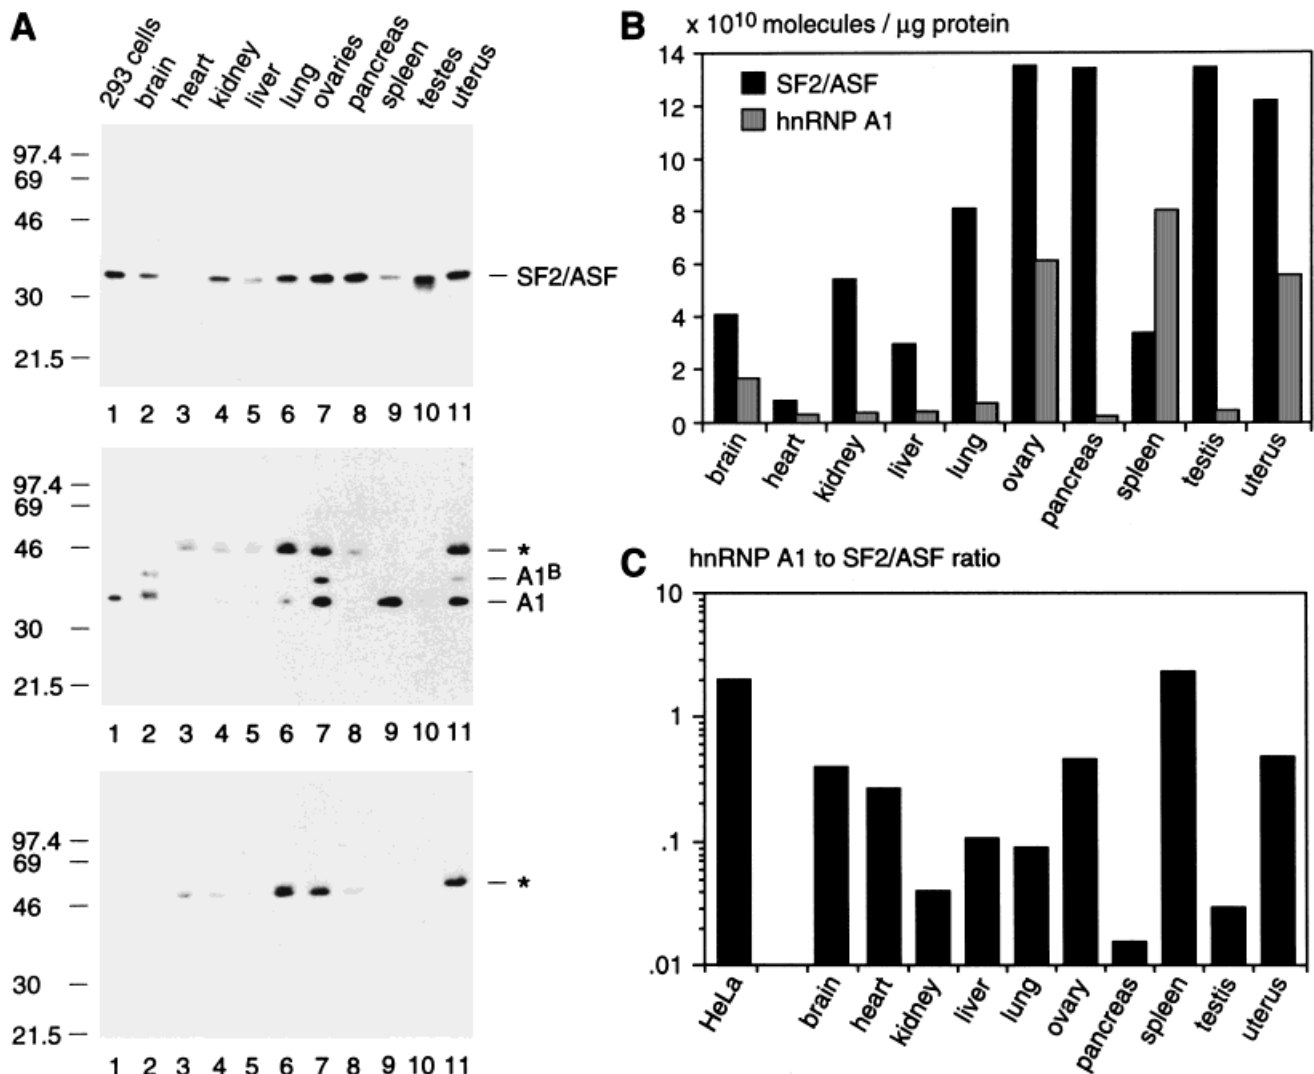 A
293 cells
brain
heart
kidney
liver
lung
ovaries
pancreas
spleen
testes
uterus
97.4
69
46
30
21.5
SF2/ASF
1 2 3 4 5 6 7 8 9 10 11
97.4
69
46
30
21.5
*
A1B
A1
1 2 3 4 5 6 7 8 9 10 11
97.4
69
46
30
21.5
*
1 2 3 4 5 6 7 8 9 10 11
B
x 10¹⁰ molecules / μg protein
14
12
10
8
6
4
2
0
SF2/ASF
hnRNP A1
brain
heart
kidney
liver
lung
ovary
pancreas
spleen
testis
uterus
C
hnRNP A1 to SF2/ASF ratio
10
1
.1
.01
HeLa
brain
heart
kidney
liver
lung
ovary
pancreas
spleen
testis
uterus